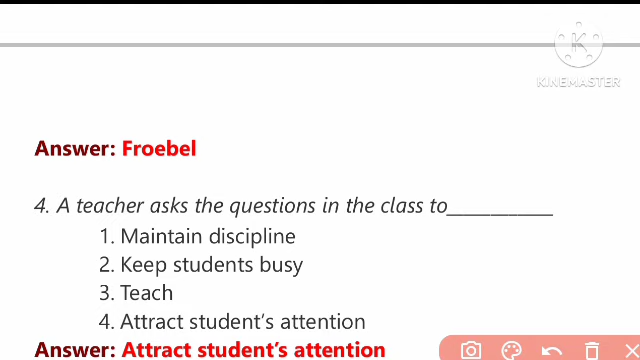 K
KINEMASTER
Answer: Froebel
4. A teacher asks the questions in the class to__________
1. Maintain discipline
2. Keep students busy
3. Teach
4. Attract student's attention
Answer: Attract student's attention